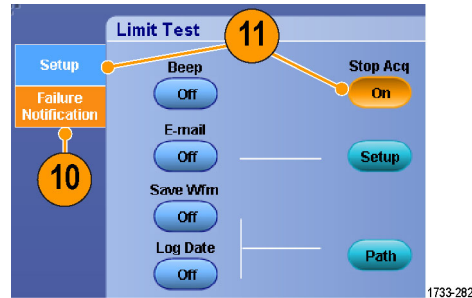 Limit Test
11
Setup
Failure
Notification
10
Beep
Off
Stop Acq
On
E-mail
Off
Setup
Save Wfm
Off
Log Date
Off
Path
1733-282